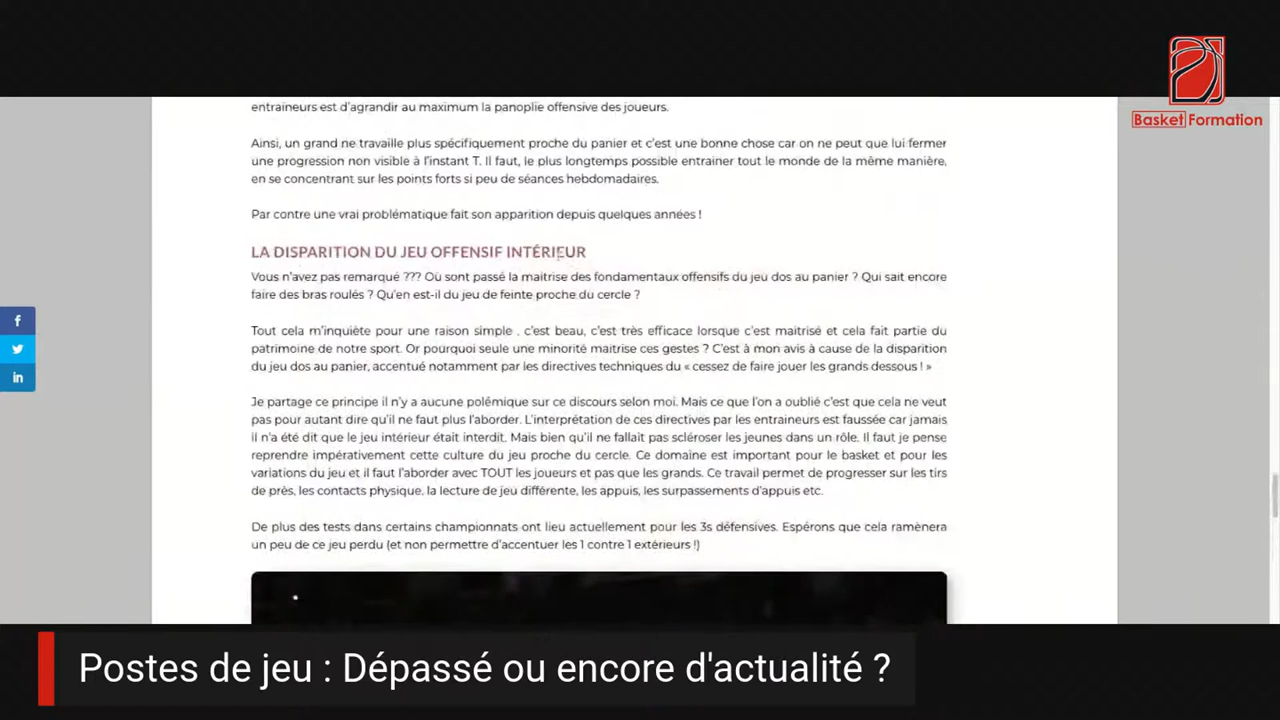 Basket Formation
entraineurs est d'agrandir au maximum la panoplie offensive des joueurs.
Ainsi, un grand ne travaille plus spécifiquement proche du panier et c'est une bonne chose car on ne peut que lui fermer
une progression non visible à l'instant T. Il faut, le plus longtemps possible entrainer tout le monde de la même manière,
en se concentrant sur les points forts si peu de séances hebdomadaires.
Par contre une vrai problématique fait son apparition depuis quelques années !
LA DISPARITION DU JEU OFFENSIF INTÉRIEUR
Vous n'avez pas remarqué ??? Où sont passé la maitrise des fondamentaux offensifs du jeu dos au panier ? Qui sait encore
faire des bras roulés ? Qu'en est-il du jeu de feinte proche du cercle ?
Tout cela m'inquiète pour une raison simple , c'est beau, c'est très efficace lorsque c'est maitrisé et cela fait partie du
patrimoine de notre sport. Or pourquoi seule une minorité maitrise ces gestes ? C'est à mon avis à cause de la disparition
du jeu dos au panier, accentué notamment par les directives techniques du « cessez de faire jouer les grands dessous ! »
Je partage ce principe il n'y a aucune polémique sur ce discours selon moi. Mais ce que l'on a oublié c'est que cela ne veut
pas pour autant dire qu'il ne faut plus l'aborder. L'interprétation de ces directives par les entraineurs est faussée car jamais
il n'a été dit que le jeu intérieur était interdit. Mais bien qu'il ne fallait pas scléroser les jeunes dans un rôle. Il faut je pense
reprendre impérativement cette culture du jeu proche du cercle. Ce domaine est important pour le basket et pour les
variations du jeu et il faut l'aborder avec TOUT les joueurs et pas que les grands. Ce travail permet de progresser sur les tirs
de près, les contacts physique, la lecture de jeu différente, les appuis, les surpassements d'appuis etc.
De plus des tests dans certains championnats ont lieu actuellement pour les 3s défensives. Espérons que cela ramènera
un peu de ce jeu perdu (et non permettre d'accentuer les 1 contre 1 extérieurs !)
Postes de jeu : Dépassé ou encore d'actualité ?